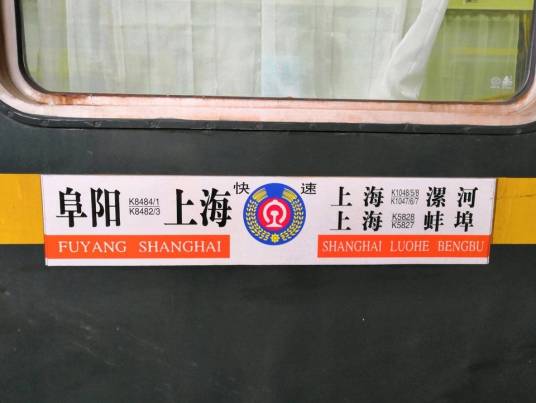 阜阳 K8484/1 K8482/3 上海
FUYANG SHANGHAI
快速
上海 K1048/5/8 K1047/6/7 漯河
上海 K5828 K5827 蚌埠
SHANGHAI LUOHE BENGBU